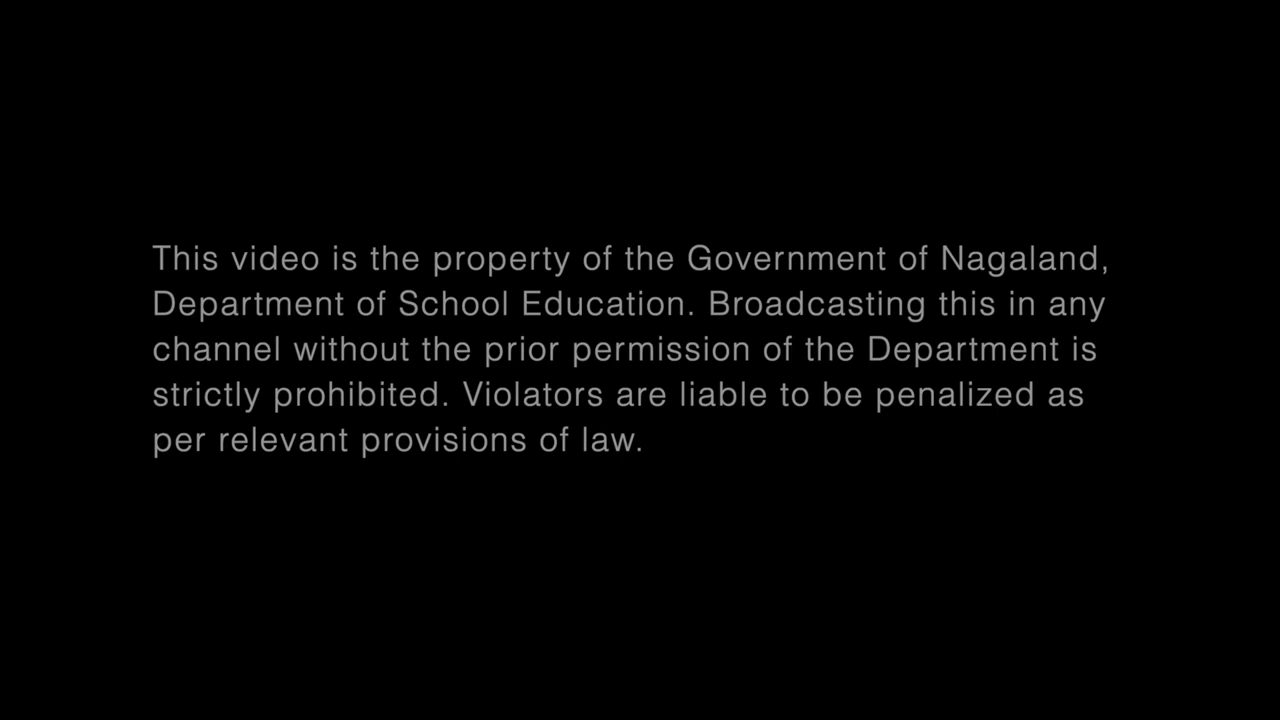 This video is the property of the Government of Nagaland,
Department of School Education. Broadcasting this in any
channel without the prior permission of the Department is
strictly prohibited. Violators are liable to be penalized as
per relevant provisions of law.